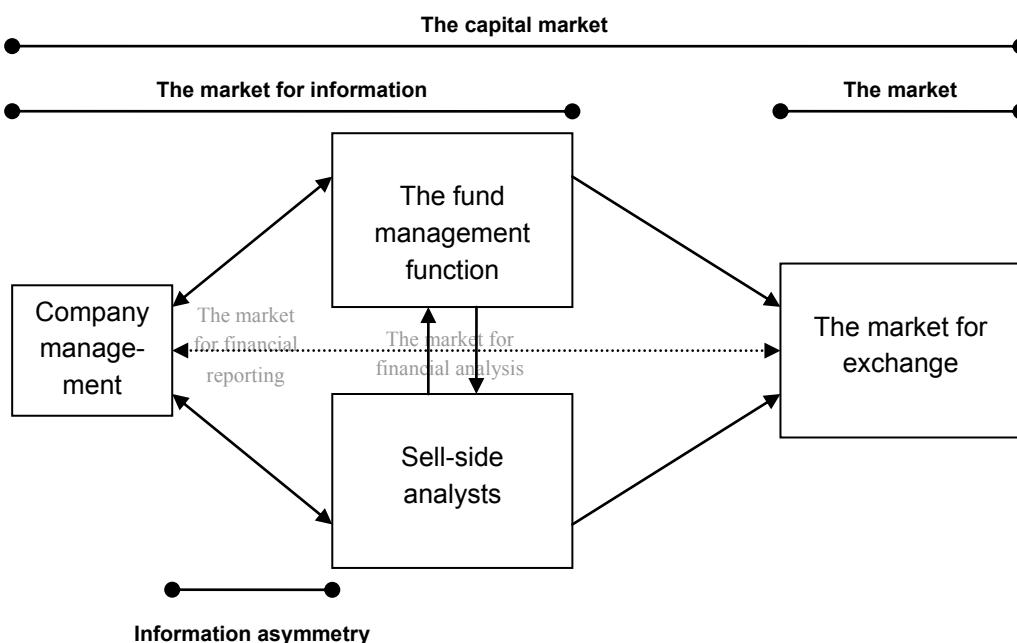 The capital market
The market for information
The market
The fund
management
function
Company
manage-
ment
The market
for financial
reporting
The market for
financial analysis
The market for
exchange
Sell-side
analysts
Information asymmetry